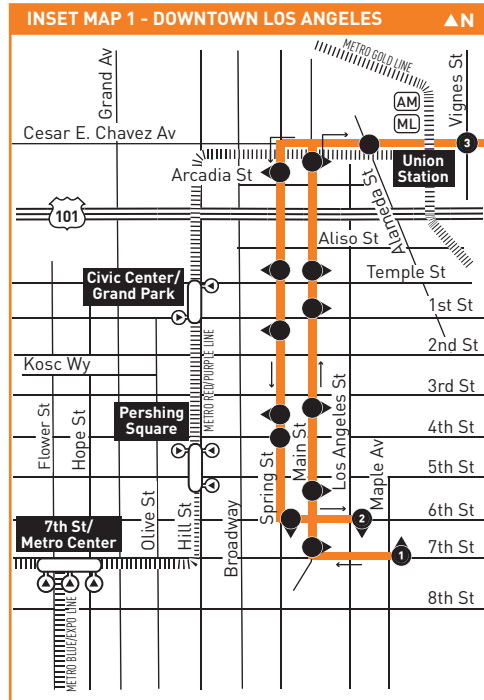 INSET MAP 1 - DOWNTOWN LOS ANGELES
▲N
METRO GOLD LINE
Grand Av
Vignes St
AM
ML
Cesar E. Chavez Av
3
Union
Station
Arcadia St
Alameda St
101
Aliso St
Temple St
Civic Center/
Grand Park
1st St
2nd St
METRO RED/PURPLE LINE
Kosc Wy
3rd St
Pershing
Square
4th St
Flower St
Hope St
Spring St
Main St
Los Angeles St
Maple Av
5th St
Olive St
Hill St
Broadway
6th St
2
7th St/
Metro Center
7th St
1
8th St
METRO BLUE/EXPO LINE